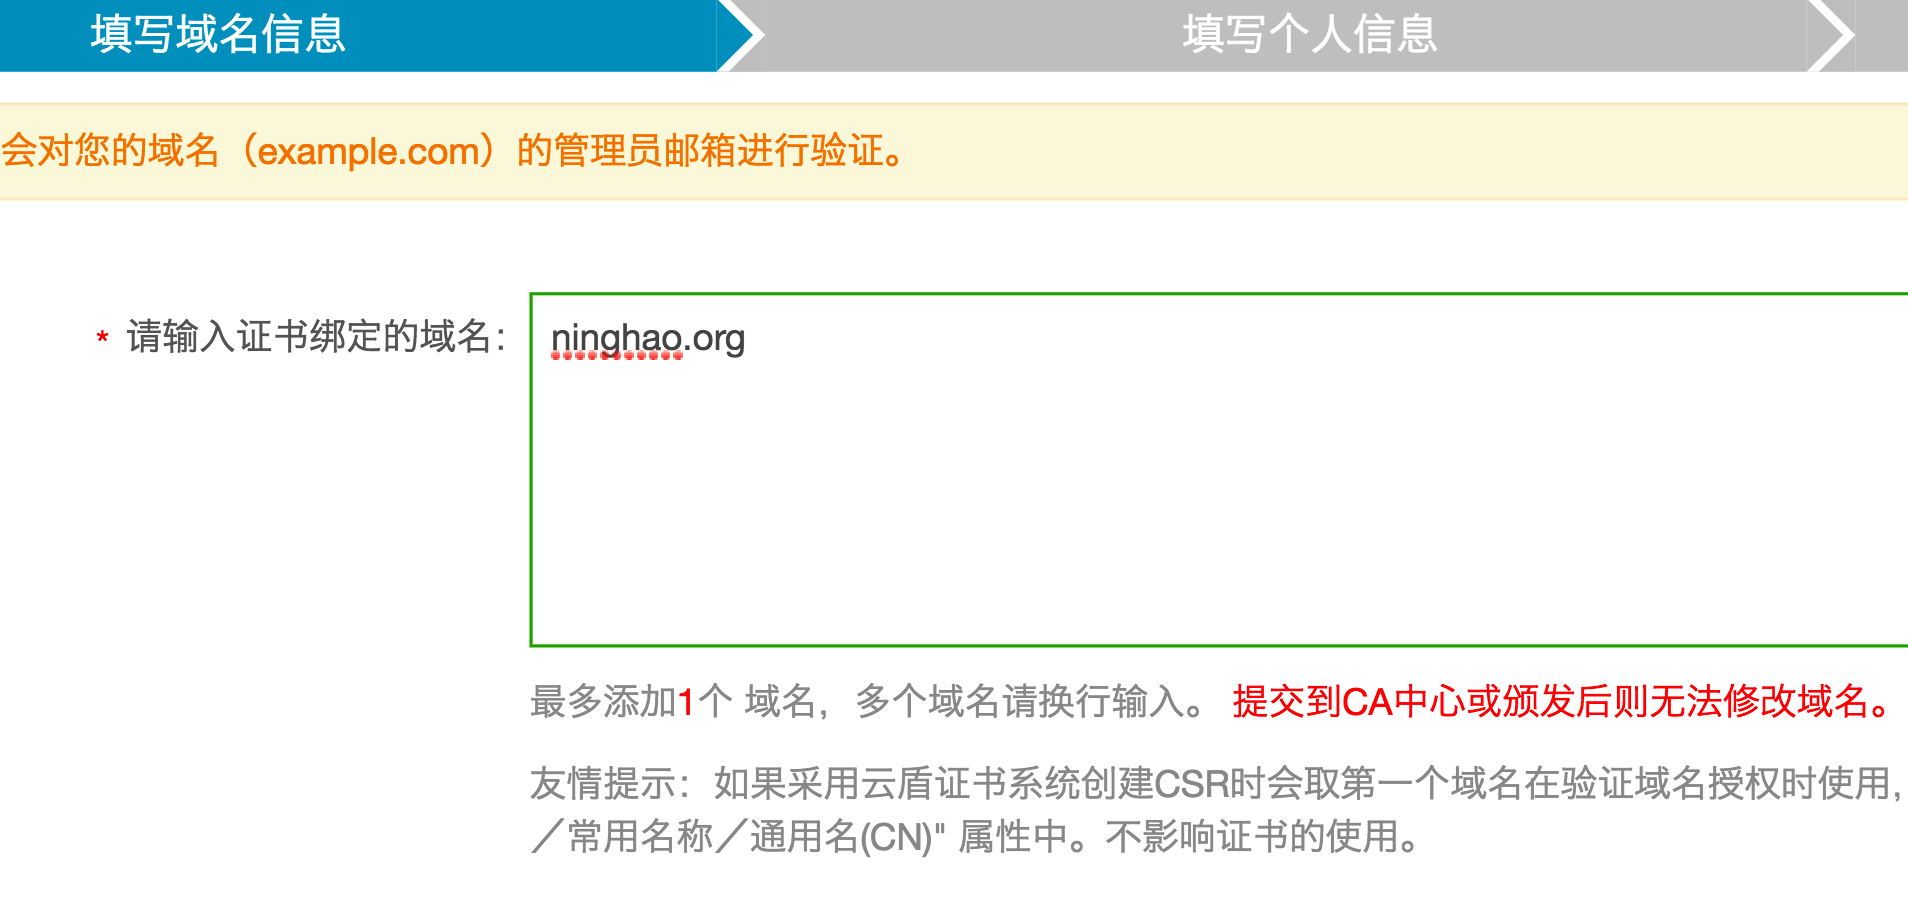 填写域名信息
填写个人信息
会对您的域名（example.com）的管理员邮箱进行验证。
* 请输入证书绑定的域名：
ninghao.org
最多添加1个 域名，多个域名请换行输入。 提交到CA中心或颁发后则无法修改域名。
友情提示：如果采用云盾证书系统创建CSR时会取第一个域名在验证域名授权时使用,
／常用名称／通用名(CN)" 属性中。不影响证书的使用。